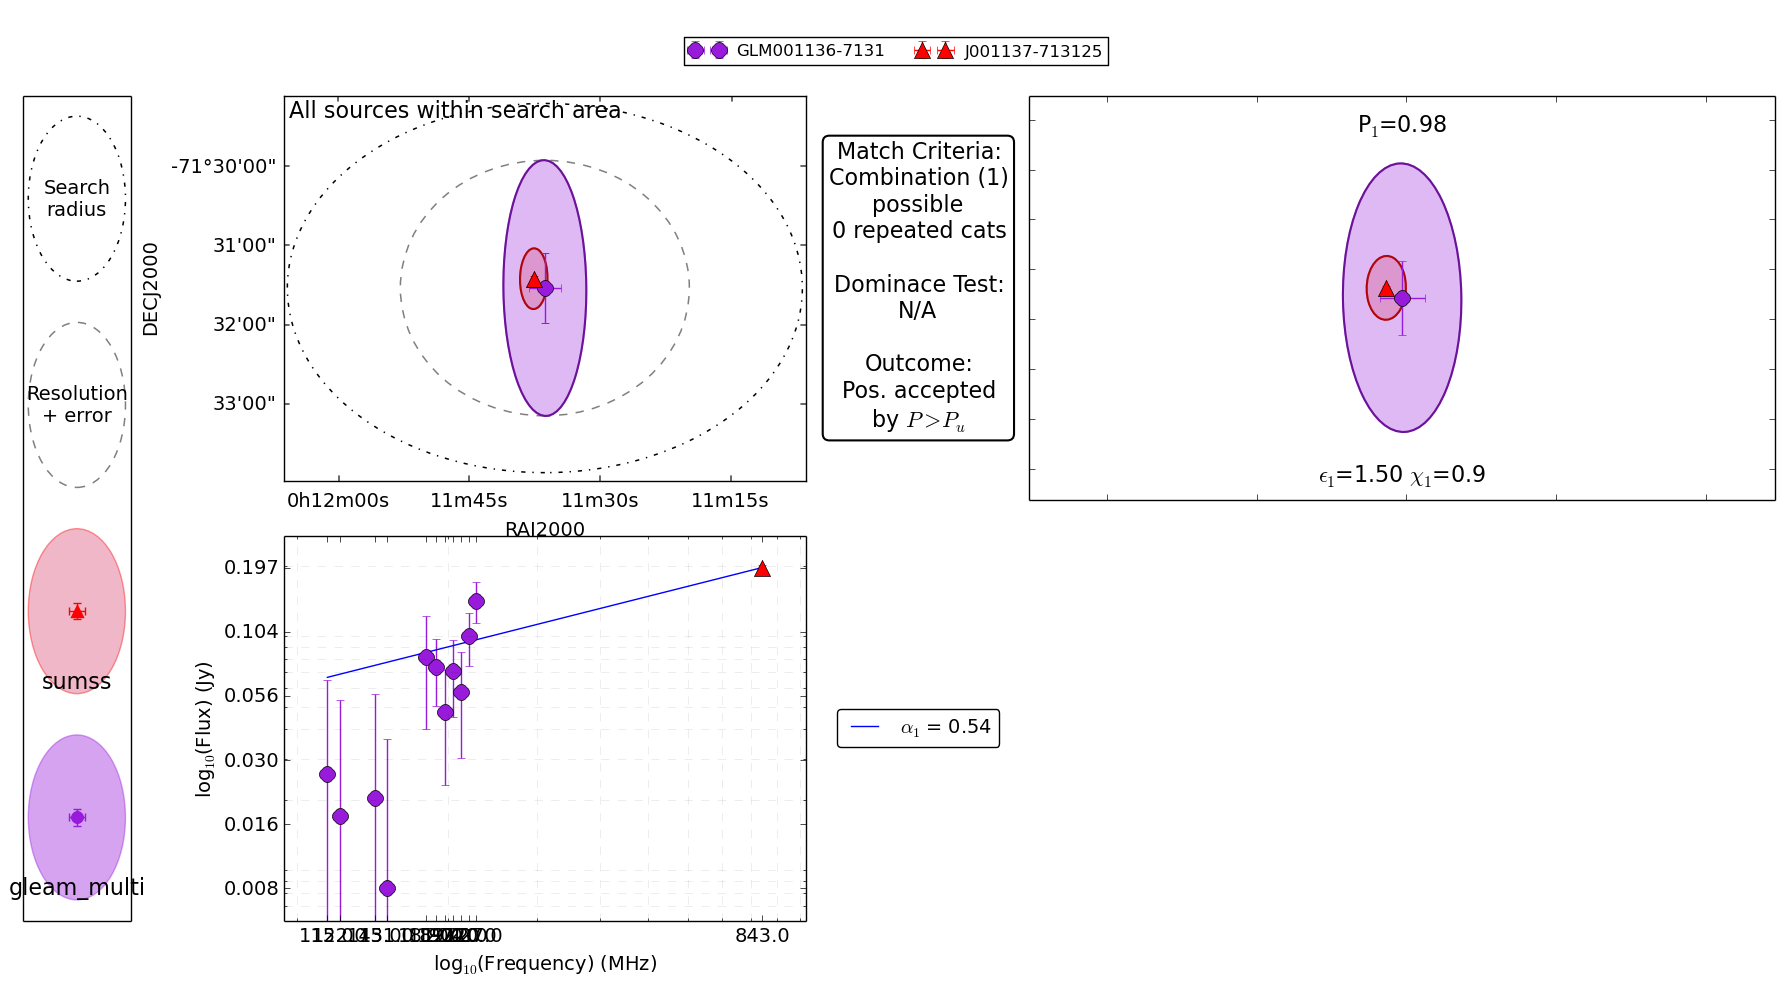 GLM001136-7131
J001137-713125
Search
radius
Resolution
+ error
sumss
gleam_multi
All sources within search area
DECJ2000
-71°30'00"
31'00"
32'00"
33'00"
0h12m00s
11m45s
11m30s
11m15s
RAJ2000
Match Criteria:
Combination (1)
possible
0 repeated cats
Dominace Test:
N/A
Outcome:
Pos. accepted
by P>Pu
P1=0.98
ϵ1=1.50 χ1=0.9
log10(Flux) (Jy)
0.197
0.104
0.056
0.030
0.016
0.008
843.0
log10(Frequency) (MHz)
α1 = 0.54